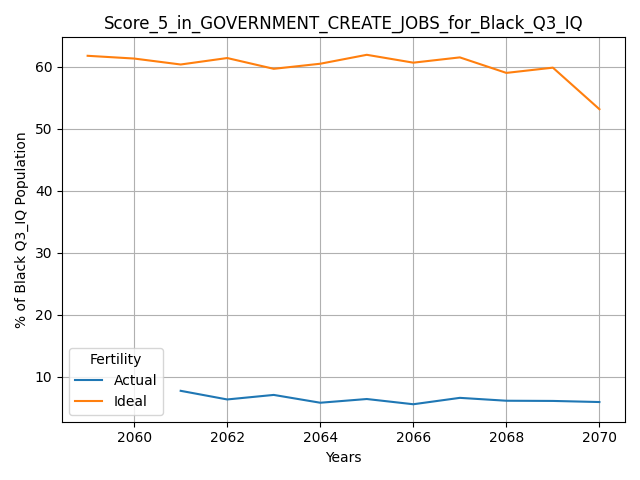 Score_5_in_GOVERNMENT_CREATE_JOBS_for_Black_Q3_IQ
% of Black Q3_IQ Population
60
50
40
30
20
10
Fertility
Actual
Ideal
2060 2062 2064 2066 2068 2070
Years